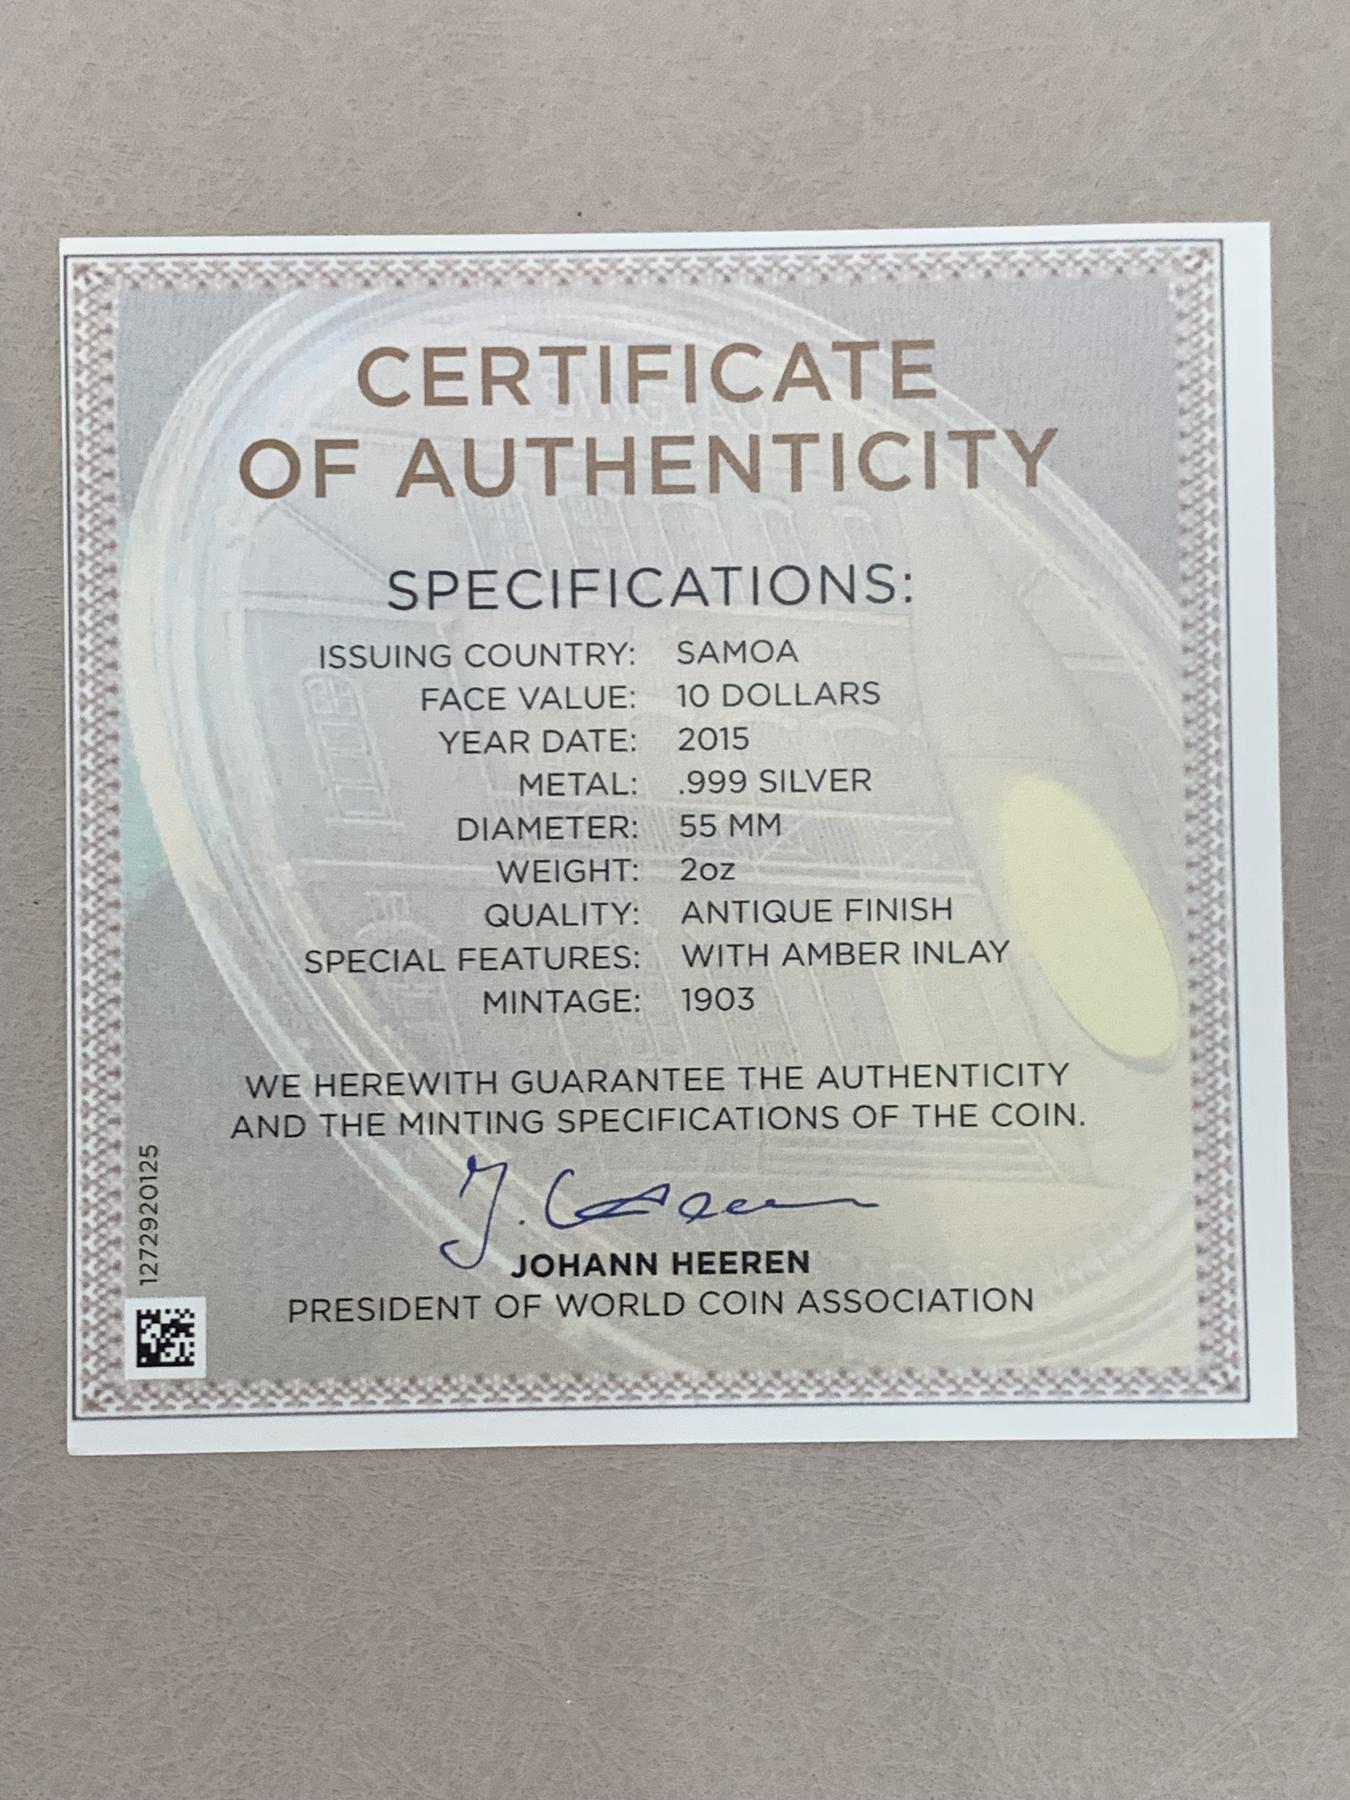 CERTIFICATE
OF AUTHENTICITY
SPECIFICATIONS:
ISSUING COUNTRY: SAMOA
FACE VALUE: 10 DOLLARS
YEAR DATE: 2015
METAL: .999 SILVER
DIAMETER: 55 MM
WEIGHT: 2oz
QUALITY: ANTIQUE FINISH
SPECIAL FEATURES: WITH AMBER INLAY
MINTAGE: 1903
WE HEREWITH GUARANTEE THE AUTHENTICITY
AND THE MINTING SPECIFICATIONS OF THE COIN.
JOHANN HEEREN
PRESIDENT OF WORLD COIN ASSOCIATION
1272920125